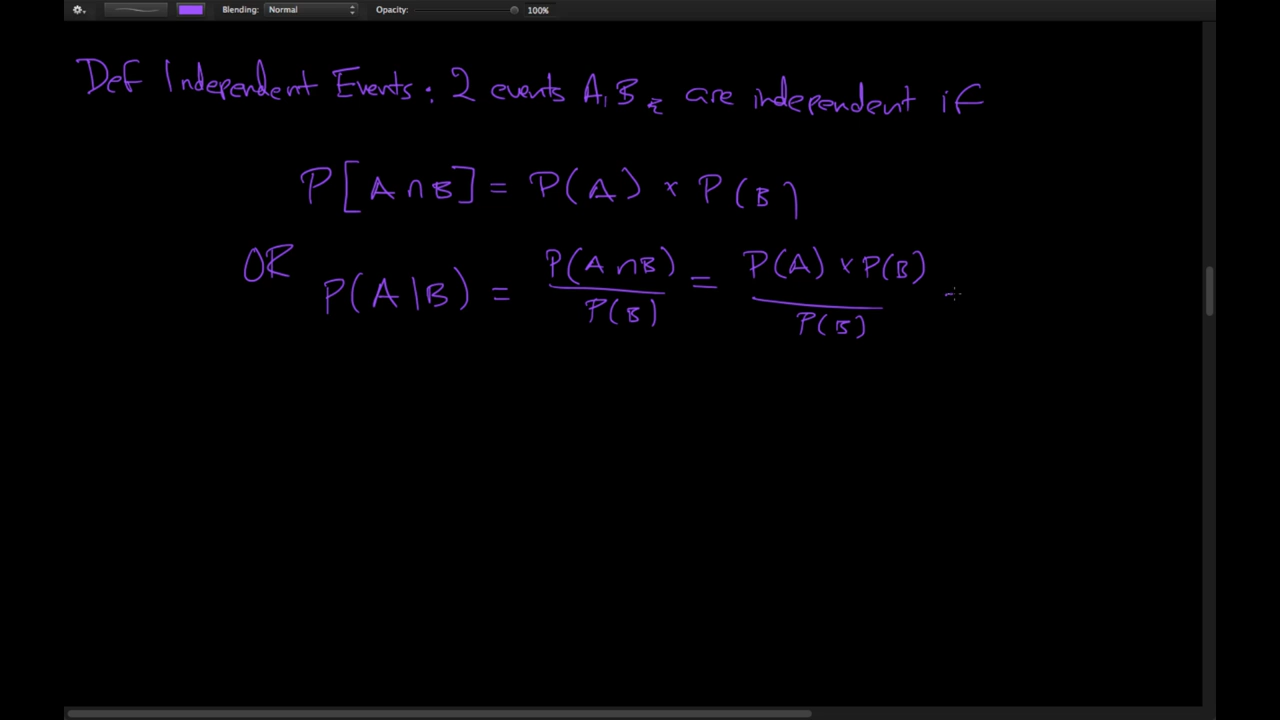 Blending: Normal Opacity: 100%
Def Independent Events: 2 events A, B are independent if
P[A ∩ B] = P(A) × P(B)
OR P(A|B) = P(A ∩ B) / P(B) = P(A) × P(B) / P(B)